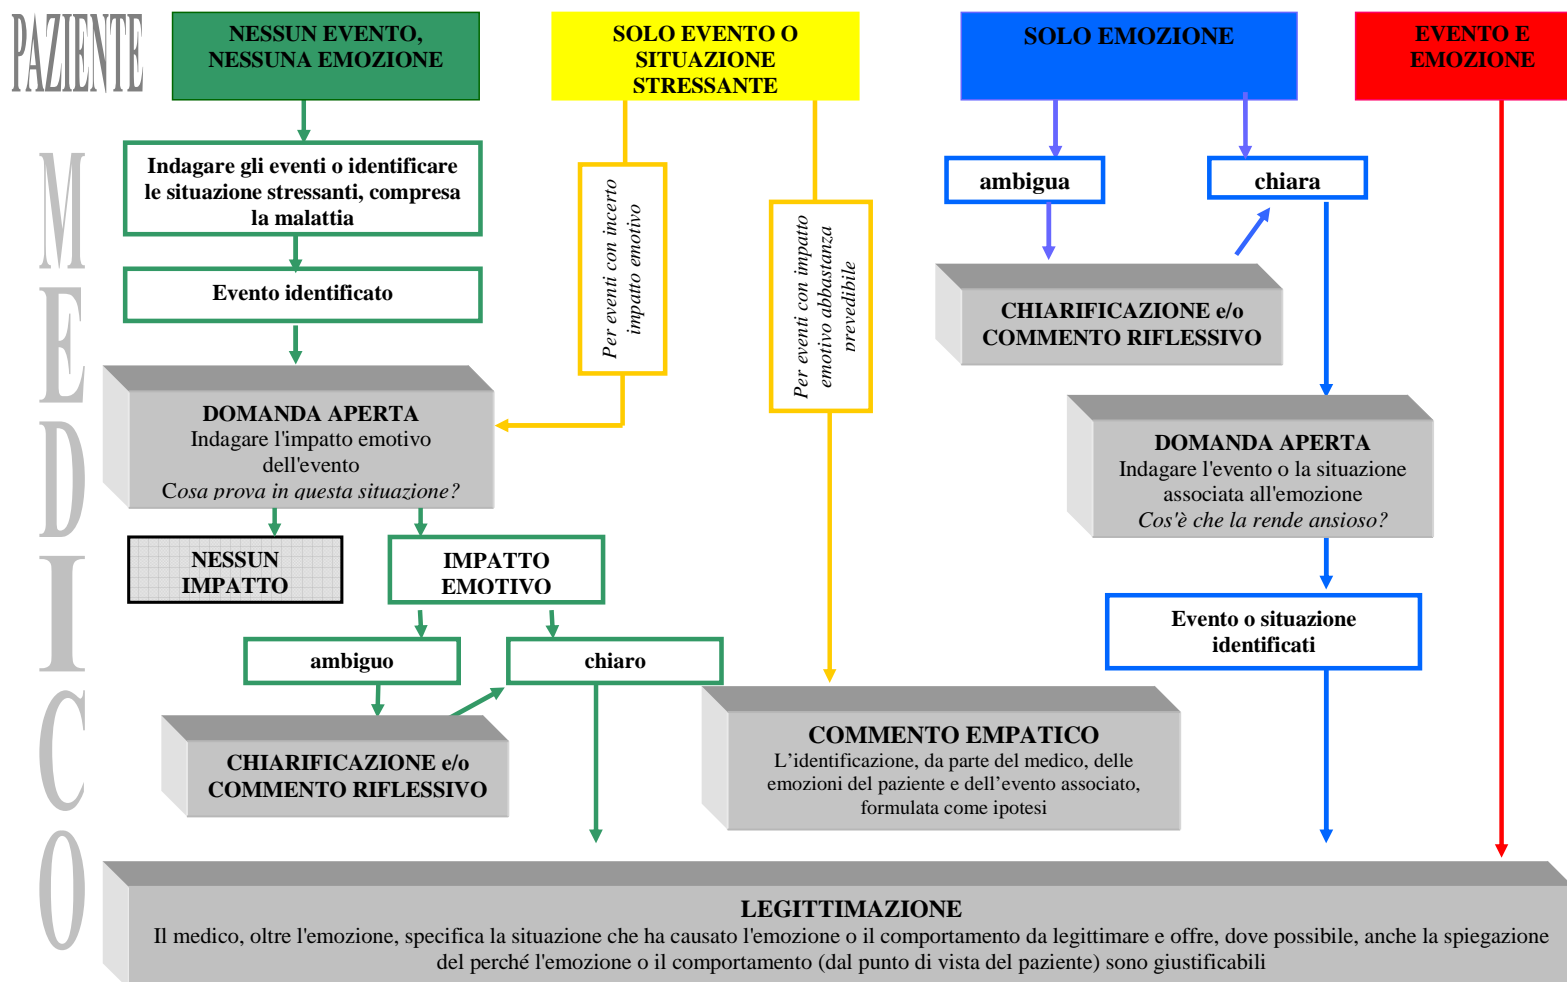 PAZIENTE
MEDICO
NESSUN EVENTO,
NESSUNA EMOZIONE
SOLO EVENTO O
SITUAZIONE
STRESSANTE
SOLO EMOZIONE
EVENTO E
EMOZIONE
Indagare gli eventi o identificare
le situazione stressanti, compresa
la malattia
Evento identificato
Per eventi con incerto
impatto emotivo
Per eventi con impatto
emotivo abbastanza
prevedibile
ambigua
chiara
CHIARIFICAZIONE e/o
COMMENTO RIFLESSIVO
DOMANDA APERTA
Indagare l'impatto emotivo
dell'evento
Cosa prova in questa situazione?
DOMANDA APERTA
Indagare l'evento o la situazione
associata all'emozione
Cos'è che la rende ansioso?
NESSUN
IMPATTO
IMPATTO
EMOTIVO
ambiguo
chiaro
Evento o situazione
identificati
CHIARIFICAZIONE e/o
COMMENTO RIFLESSIVO
COMMENTO EMPATICO
L’identificazione, da parte del medico, delle
emozioni del paziente e dell’evento associato,
formulata come ipotesi
LEGITTIMAZIONE
Il medico, oltre l'emozione, specifica la situazione che ha causato l'emozione o il comportamento da legittimare e offre, dove possibile, anche la spiegazione
del perché l'emozione o il comportamento (dal punto di vista del paziente) sono giustificabili